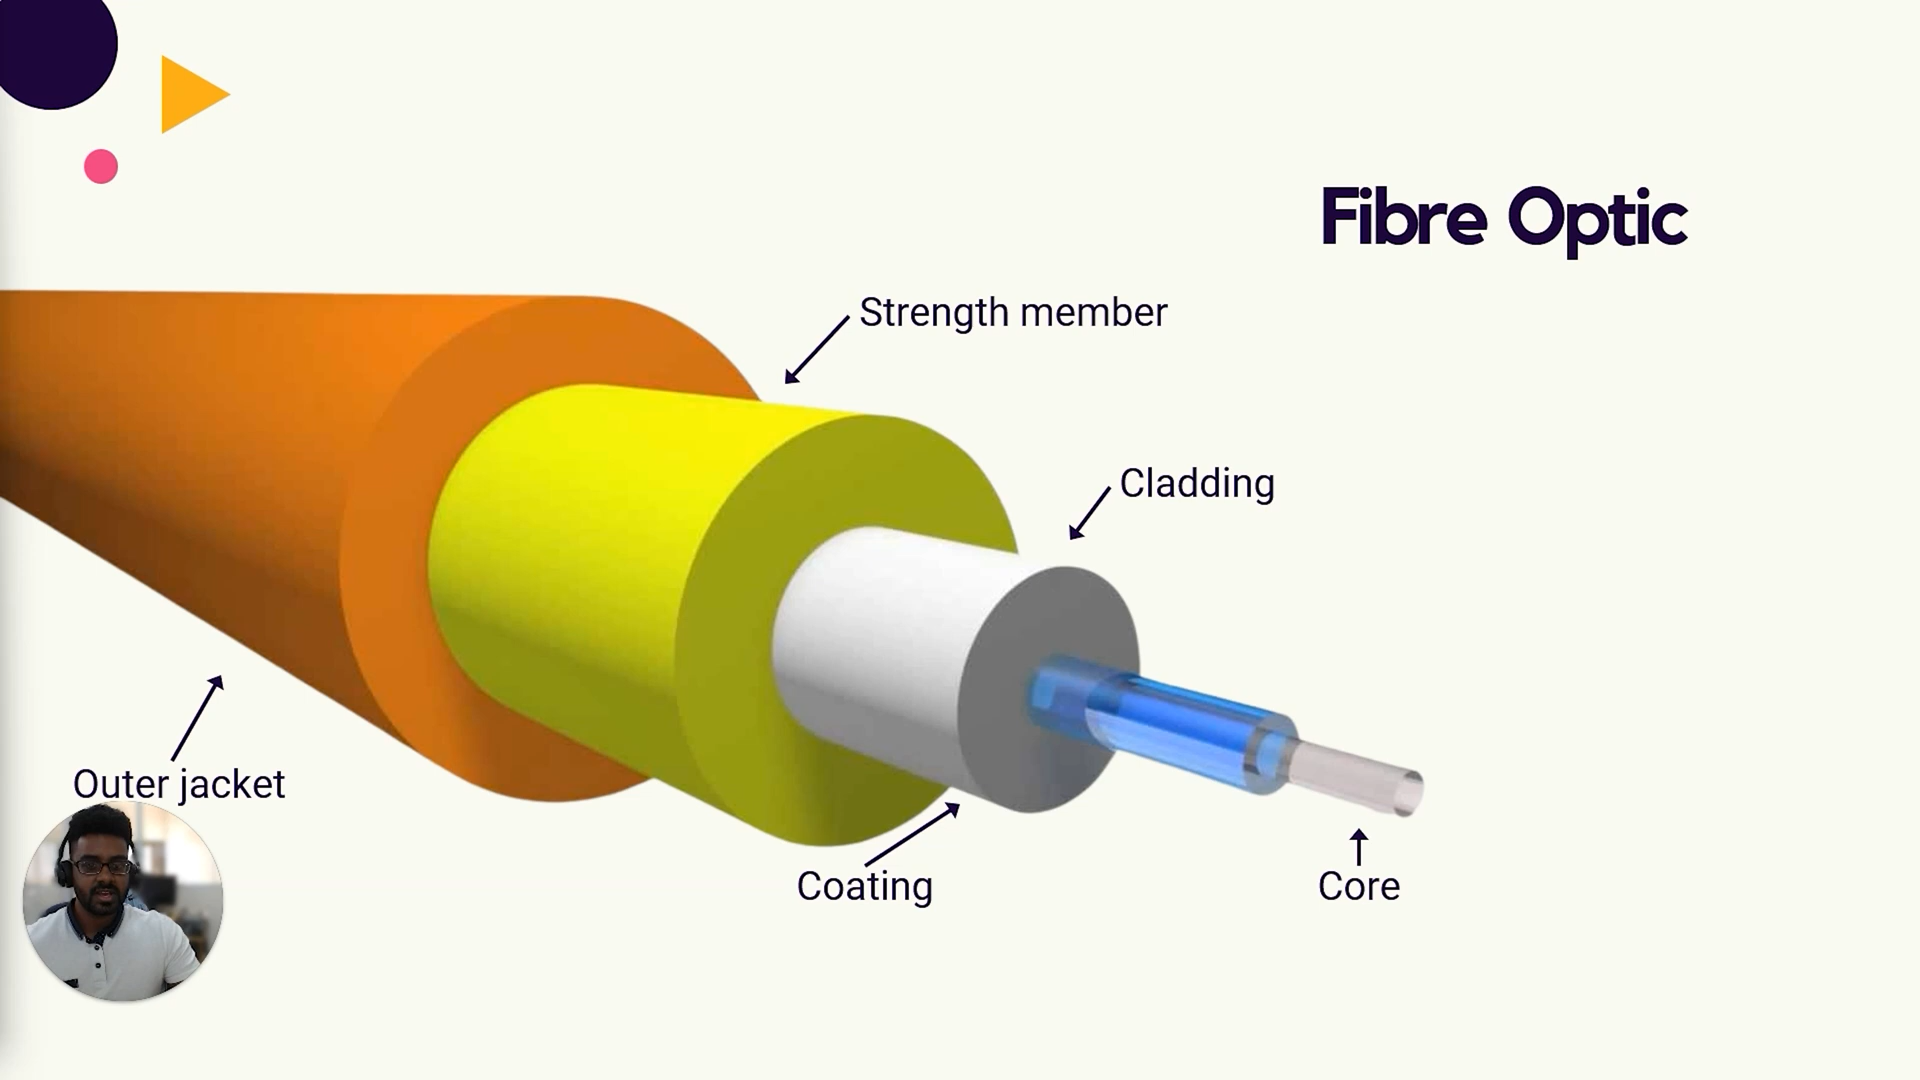 Fibre Optic
Strength member
Cladding
Outer jacket
Coating
Core